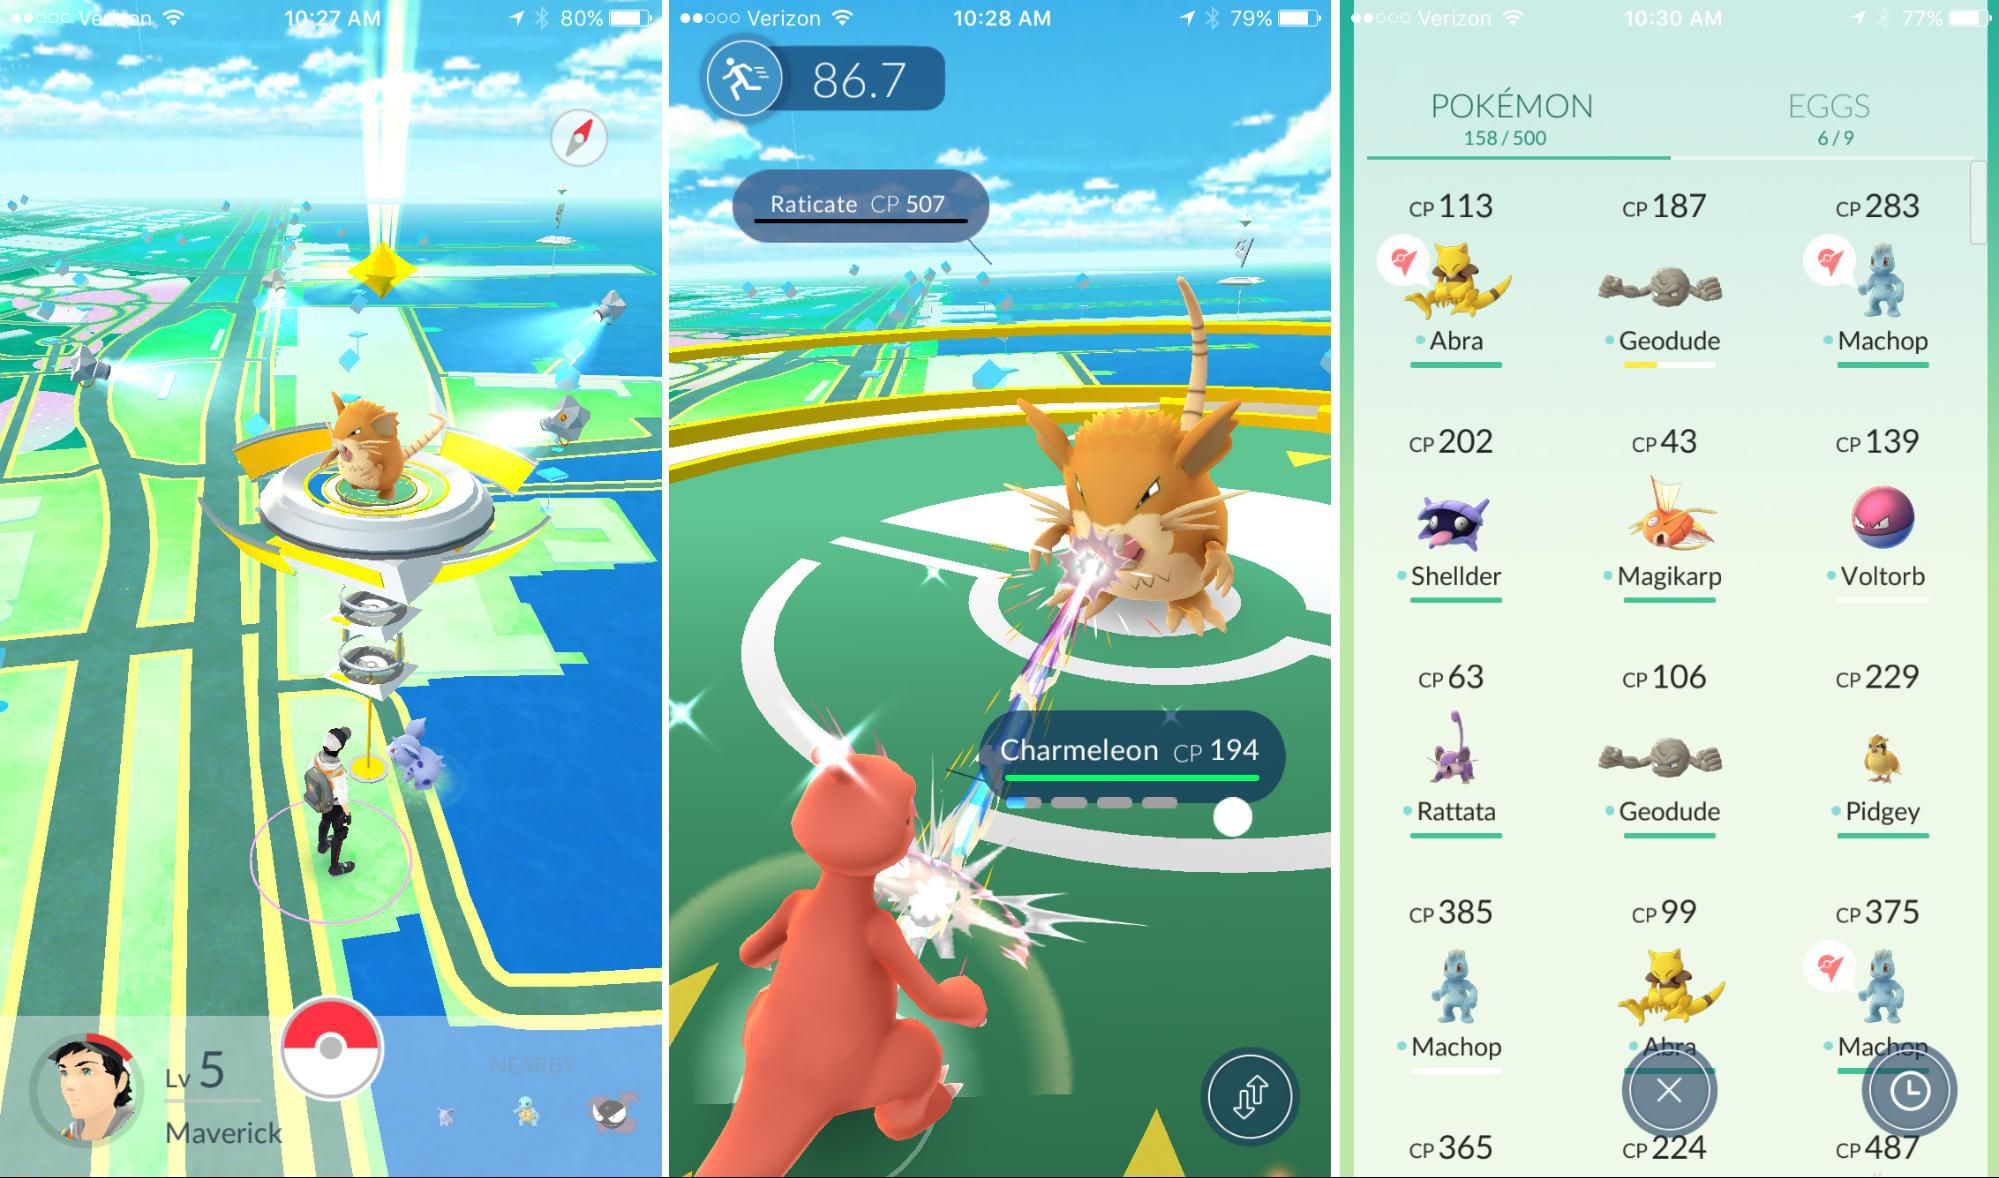 Verizon 10:27 AM 80%
Lv 5
Maverick
NEARBY
Verizon 10:28 AM 79%
86.7
Raticate CP 507
Charmeleon CP 194
Verizon 10:30 AM 77%
POKÉMON EGGS
158/500 6/9
CP 113 CP 187 CP 283
Abra Geodude Machop
CP 202 CP 43 CP 139
Shellder Magikarp Voltorb
CP 63 CP 106 CP 229
Rattata Geodude Pidgey
CP 385 CP 99 CP 375
Machop Abra Machop
CP 365 CP 224 CP 487